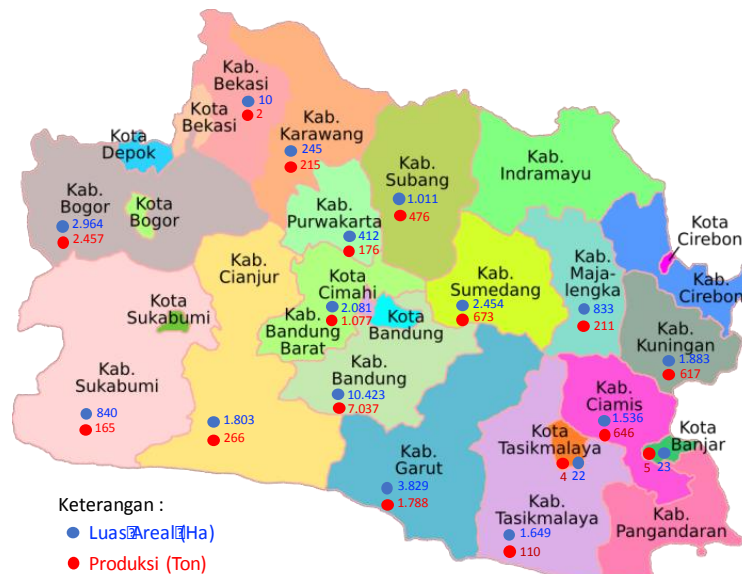 Kab.
Bekasi
10
2
Kota
Bekasi
Kab.
Karawang
245
215
Kota
Depok
Kab.
Subang
1.011
476
Kab.
Indramayu
Kab.
Bogor
2.964
2.457
Kota
Bogor
Kab.
Purwakarta
412
176
Kota
Cirebon
Kab.
Cirebon
Kab.
Cianjur
1.803
266
Kota
Cimahi
2.081
1.077
Kab.
Bandung
Barat
Kota
Bandung
Kab.
Sumedang
2.454
673
Kab.
Maja-
lengka
833
211
Kab.
Kuningan
1.883
617
Kota
Sukabumi
Kab.
Sukabumi
840
165
Kab.
Bandung
10.423
7.037
Kab.
Ciamis
1.536
646
Kota
Banjar
5
23
Kota
Tasikmalaya
4
22
Kab.
Garut
3.829
1.788
Kab.
Tasikmalaya
1.649
110
Kab.
Pangandaran
Keterangan :
Luas Areal (Ha)
Produksi (Ton)